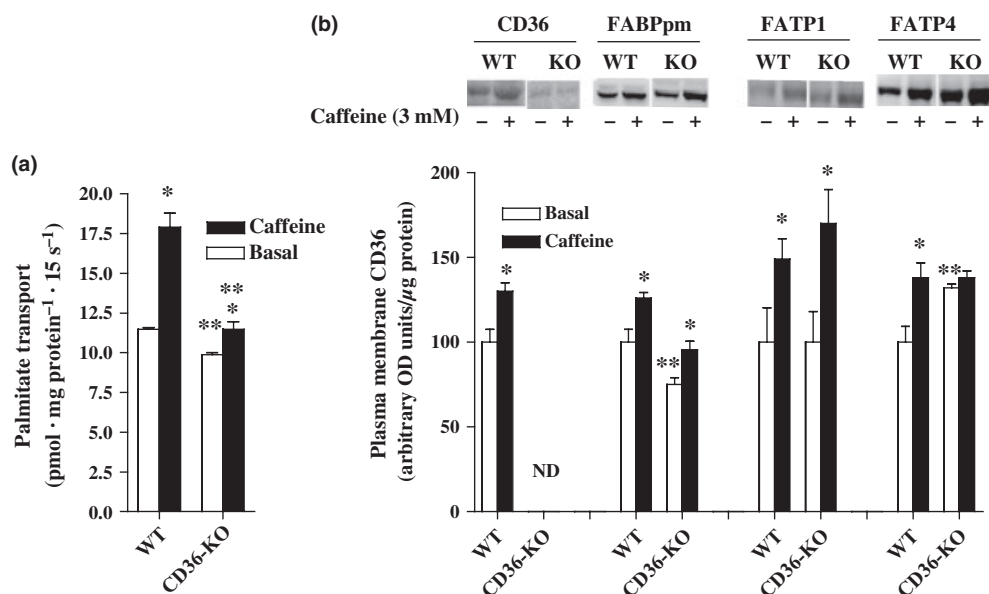 (b)
CD36 FABPpm FATP1 FATP4
WT KO WT KO WT KO WT KO
Caffeine (3 mM) – + – + – + – + – + – + – + – +
(a)
Palmitate transport
(pmol · mg protein⁻¹ · 15 s⁻¹)
20.0
17.5
15.0
12.5
10.0
7.5
5.0
2.5
0.0
*
**
**
*
Caffeine
Basal
WT
CD36-KO
Plasma membrane CD36
(arbitrary OD units/µg protein)
200
150
100
50
0
Basal
Caffeine
*
ND
*
**
*
*
*
*
**
WT CD36-KO WT CD36-KO WT CD36-KO WT CD36-KO